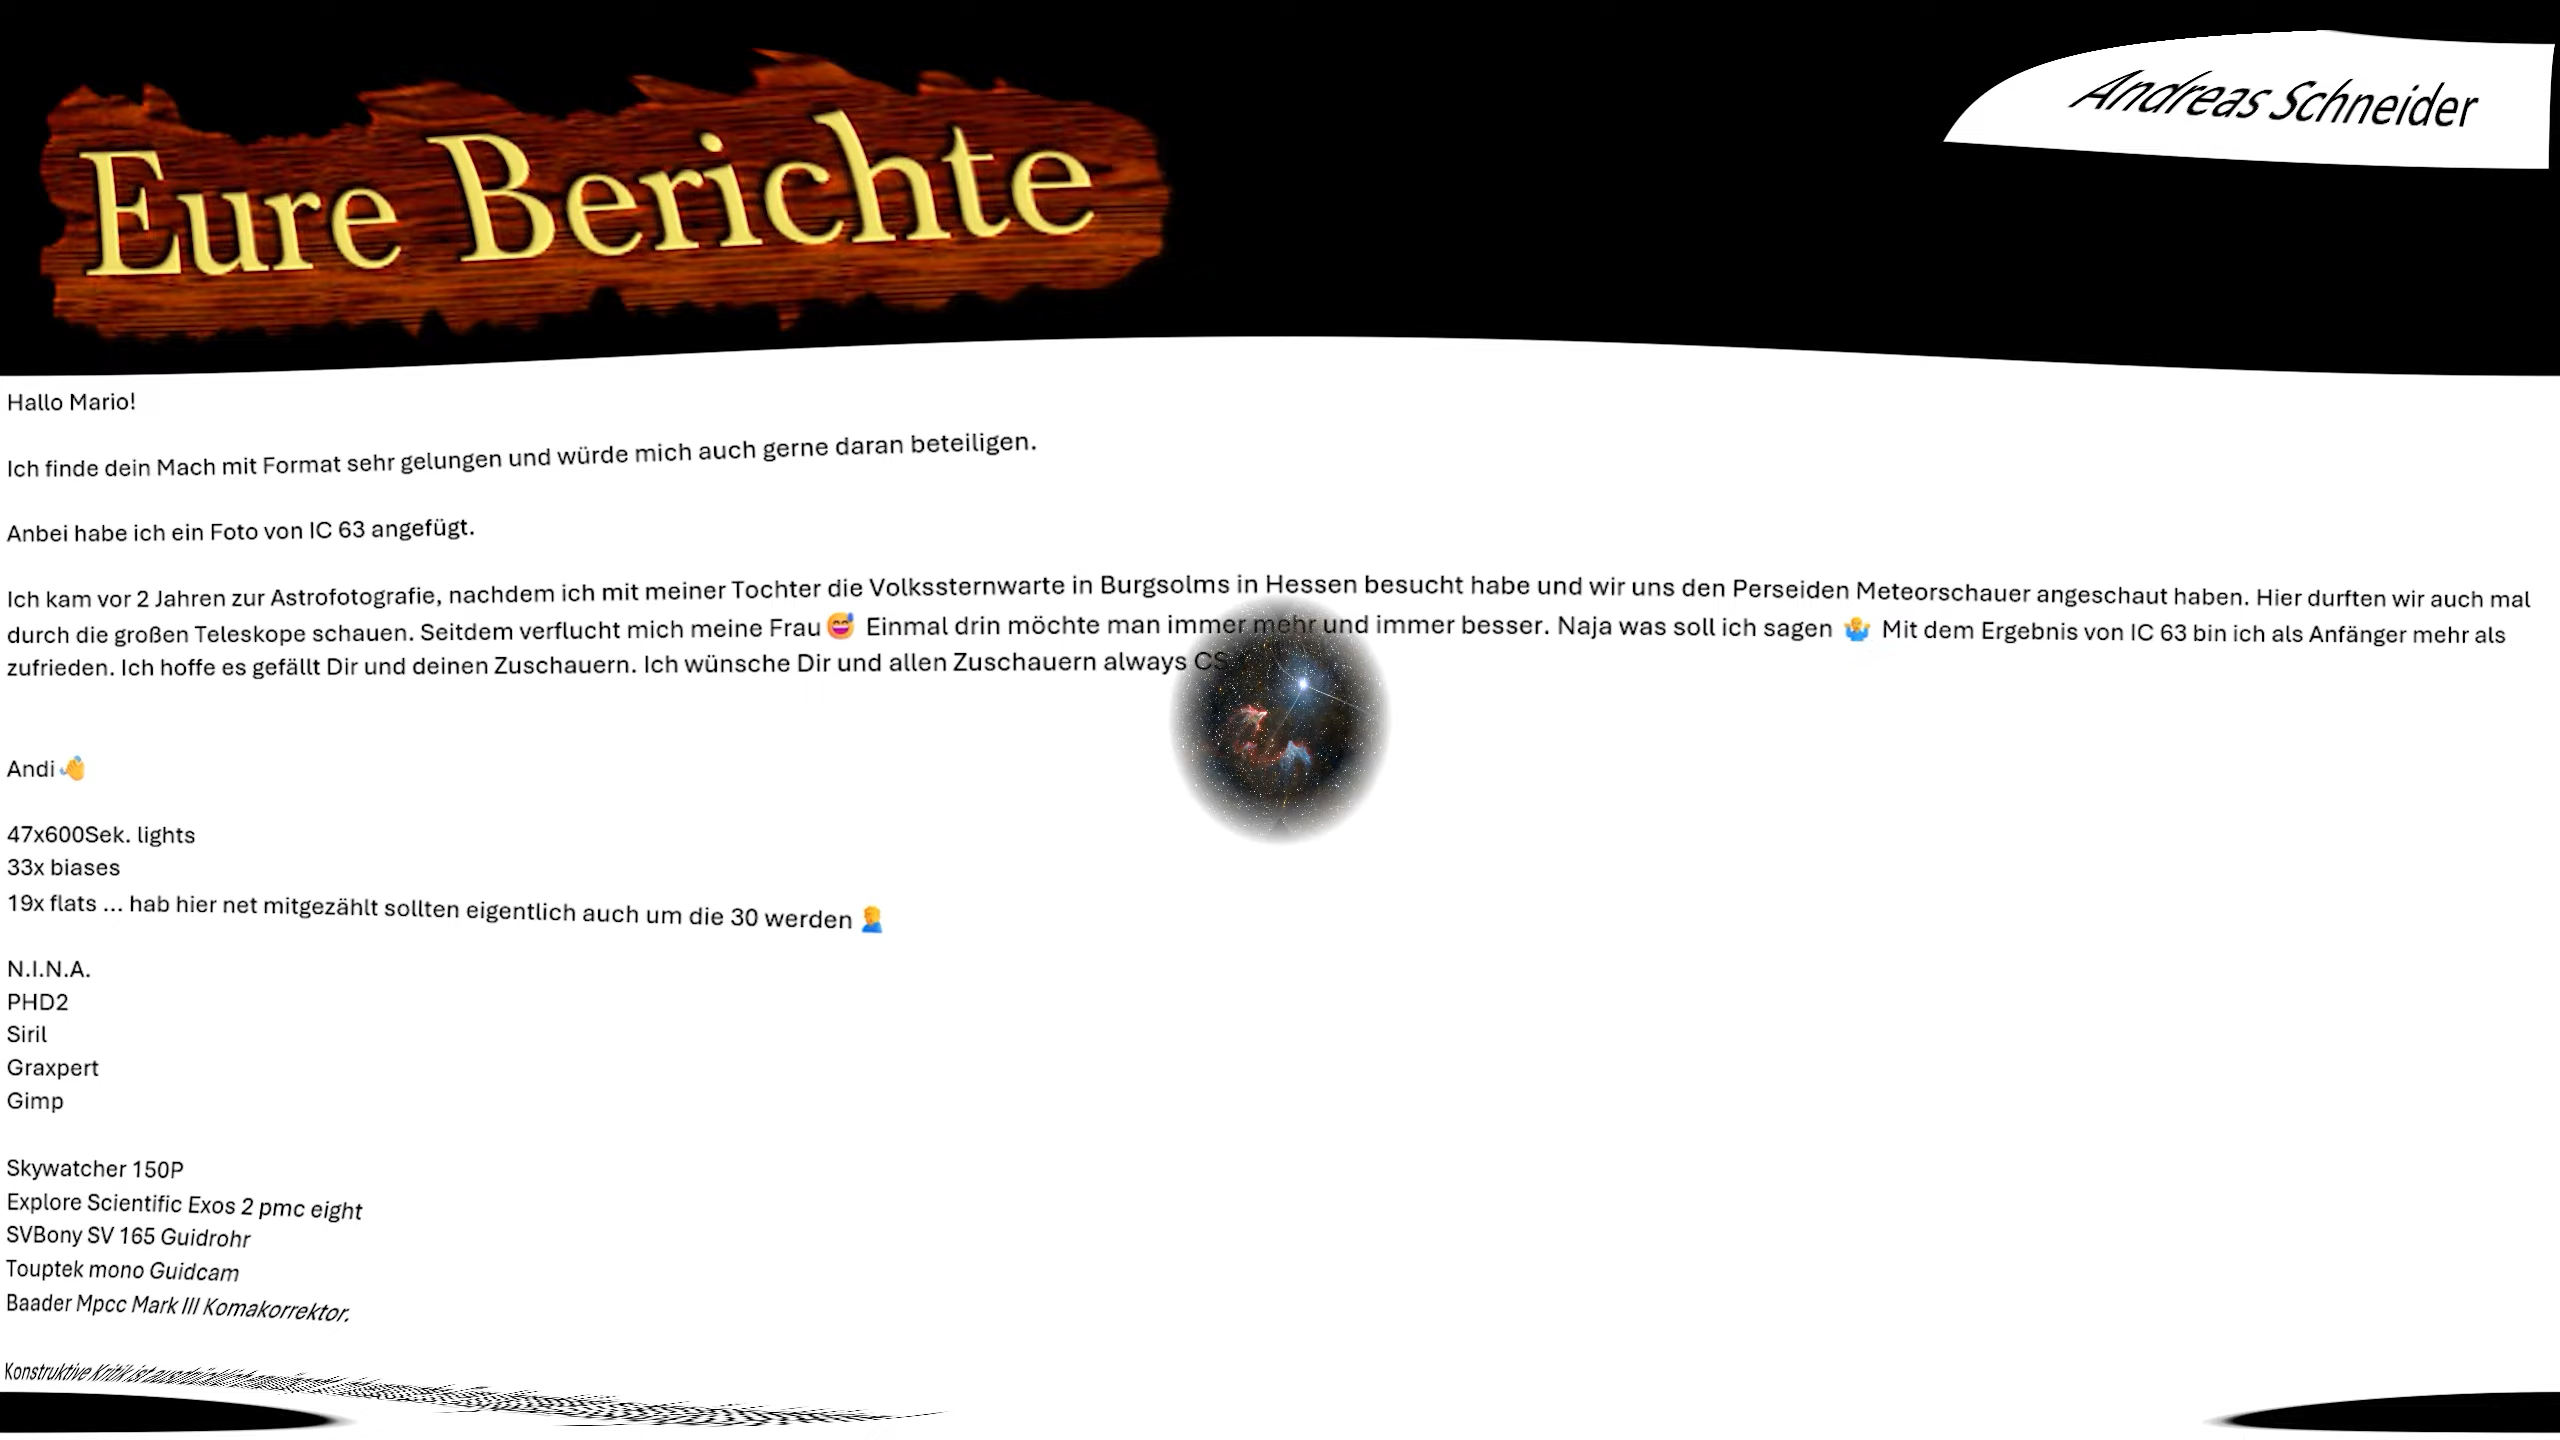 Eure Berichte
Andreas Schneider
Hallo Mario!
Ich finde dein Mach mit Format sehr gelungen und würde mich auch gerne daran beteiligen.
Anbei habe ich ein Foto von IC 63 angefügt.
Ich kam vor 2 Jahren zur Astrofotografie, nachdem ich mit meiner Tochter die Volkssternwarte in Burgsolms in Hessen besucht habe und wir uns den Perseiden Meteorschauer angeschaut haben. Hier durften wir auch mal
durch die großen Teleskope schauen. Seitdem verflucht mich meine Frau😅 Einmal drin möchte man immer mehr und immer besser. Naja was soll ich sagen 🤷‍♂️ Mit dem Ergebnis von IC 63 bin ich als Anfänger mehr als
zufrieden. Ich hoffe es gefällt Dir und deinen Zuschauern. Ich wünsche Dir und allen Zuschauern always CS
Andi👋
47x600Sek. lights
33x biases
19x flats ... hab hier net mitgezählt sollten eigentlich auch um die 30 werden 🤦‍♂️
N.I.N.A.
PHD2
Siril
Graxpert
Gimp
Skywatcher 150P
Explore Scientific Exos 2 pmc eight
SVBony SV 165 Guidrohr
Touptek mono Guidcam
Baader Mpcc Mark III Komakorrektor.
Konstruktive Kritik ist